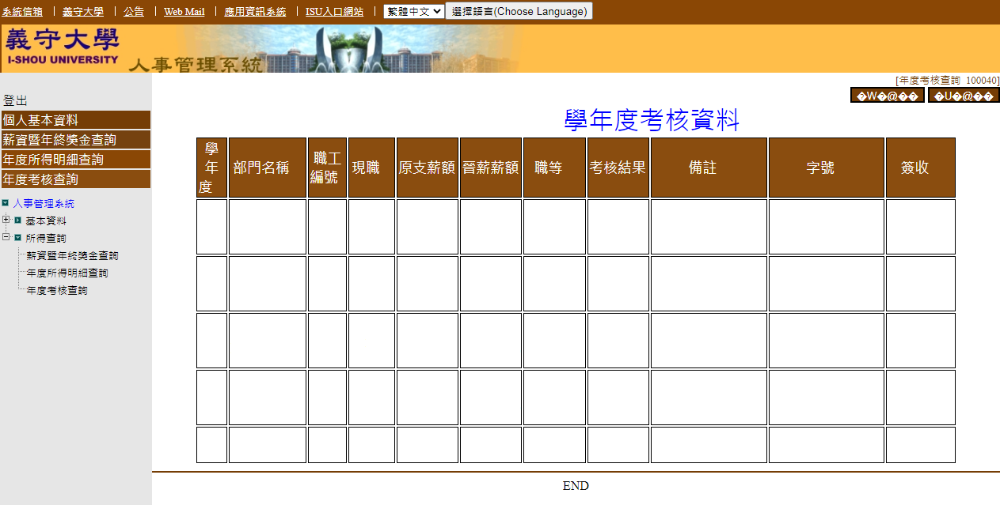 系統信箱 | 義守大學 | 公告 | Web Mail | 應用資訊系統 | ISU入口網站 | 繁體中文 選擇語言(Choose Language)
義守大學
I-SHOU UNIVERSITY
人事管理系統
[年度考核查詢 100040]
�W�@�� �U�@��
登出
個人基本資料
薪資暨年終獎金查詢
年度所得明細查詢
年度考核查詢
人事管理系統
基本資料
所得查詢
薪資暨年終獎金查詢
年度所得明細查詢
年度考核查詢
學年度考核資料
學年度 部門名稱 職工編號 現職 原支薪額 晉薪薪額 職等 考核結果 備註 字號 簽收
END